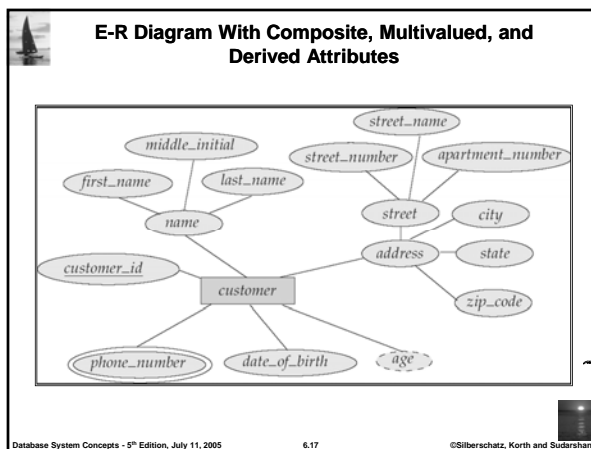 E-R Diagram With Composite, Multivalued, and
Derived Attributes
street_name
middle_initial
street_number
apartment_number
first_name
last_name
name
street
city
address
state
customer_id
customer
zip_code
phone_number
date_of_birth
age
Database System Concepts - 5th Edition, July 11, 2005
6.17
©Silberschatz, Korth and Sudarshan